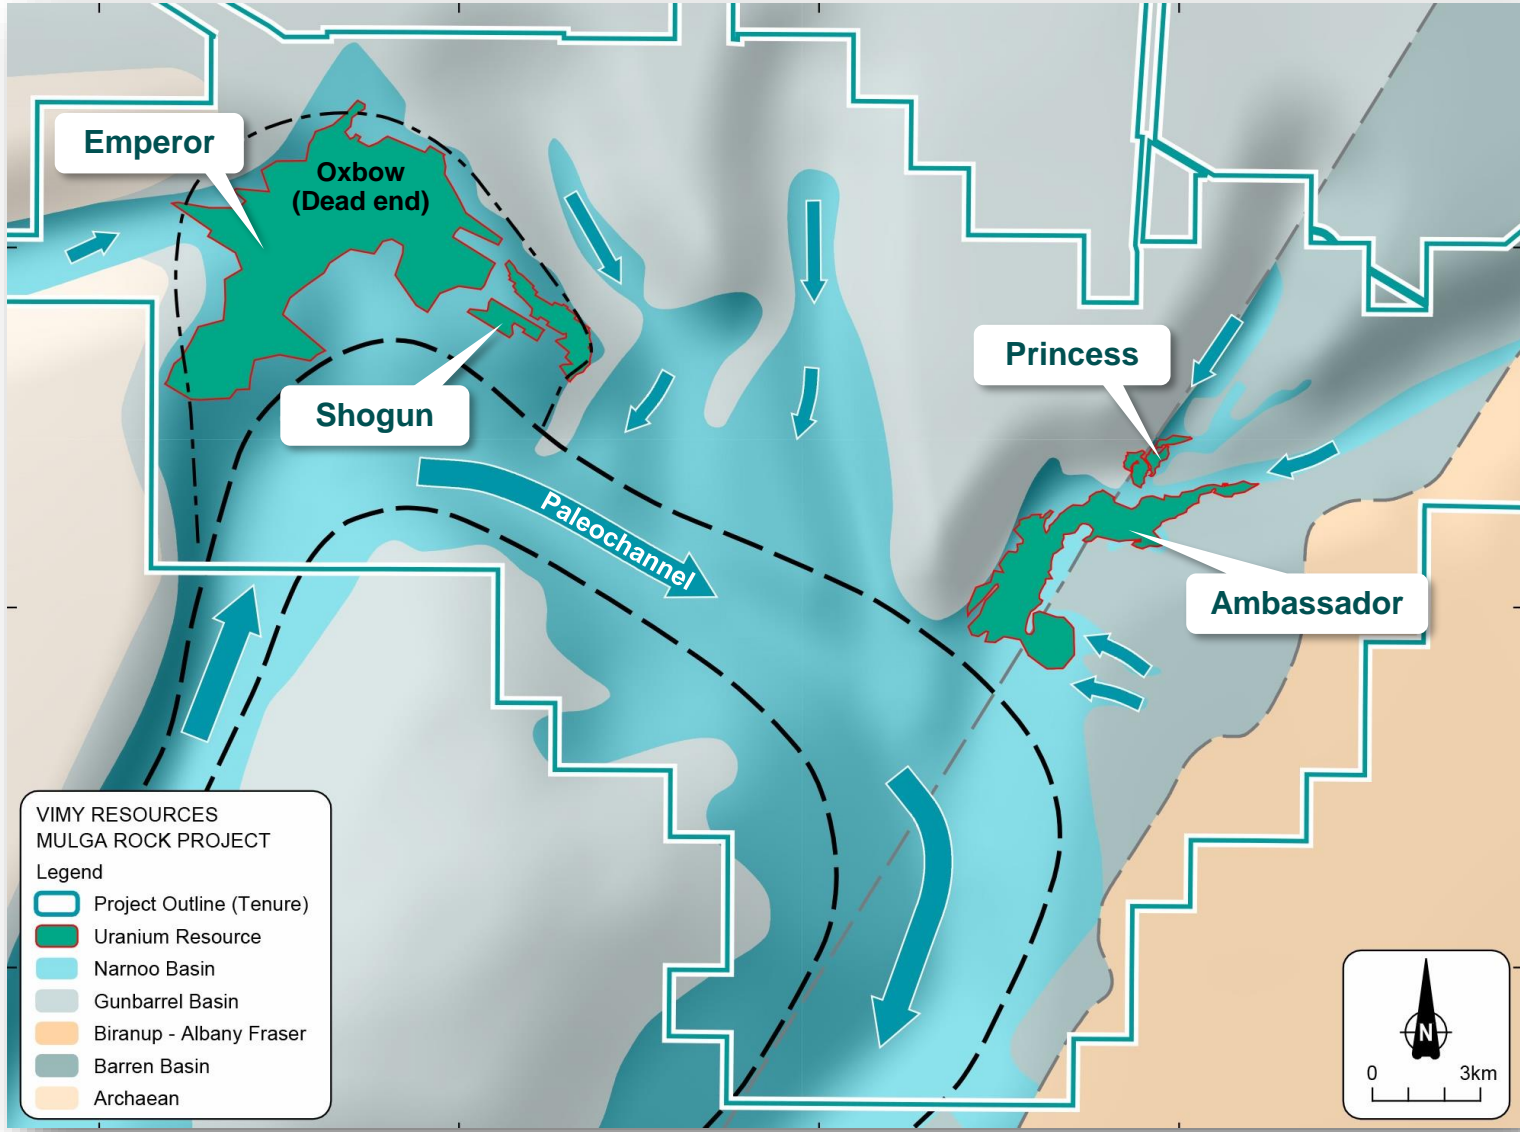 Emperor
Oxbow
(Dead end)
Princess
Shogun
Paleochannel
Ambassador
VIMY RESOURCES
MULGA ROCK PROJECT
Legend
Project Outline (Tenure)
Uranium Resource
Narnoo Basin
Gunbarrel Basin
Biranup - Albany Fraser
Barren Basin
Archaean
N
0 3km